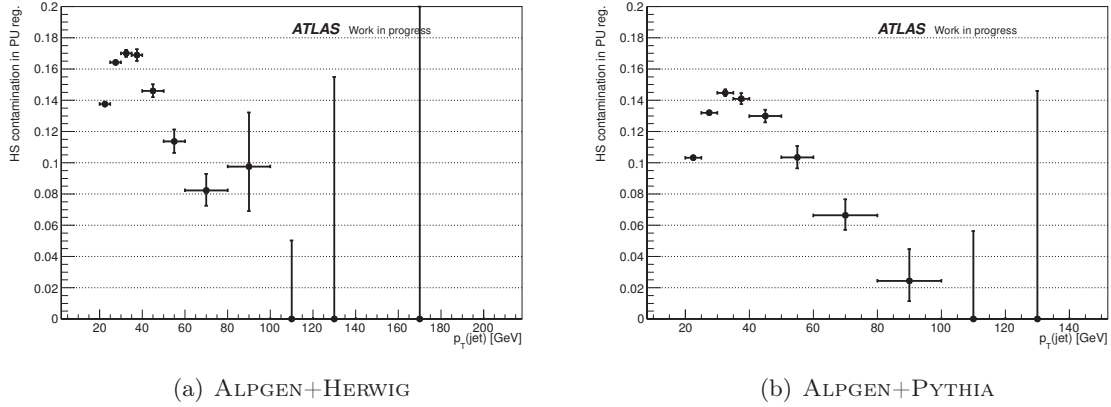 HS contamination in PU reg.
0.2
0.18
0.16
0.14
0.12
0.1
0.08
0.06
0.04
0.02
0
ATLAS Work in progress
20 40 60 80 100 120 140 160 180 200
p_T(jet) [GeV]
(a) ALPGEN+HERWIG
HS contamination in PU reg.
0.2
0.18
0.16
0.14
0.12
0.1
0.08
0.06
0.04
0.02
0
ATLAS Work in progress
20 40 60 80 100 120 140
p_T(jet) [GeV]
(b) ALPGEN+PYTHIA